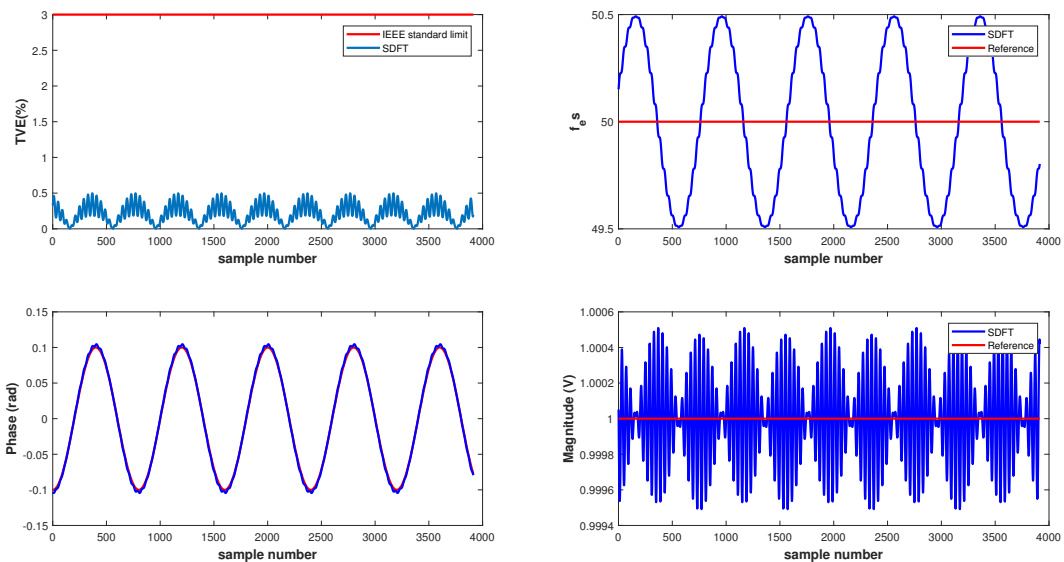 3
2.5
2
1.5
1
0.5
0
TVE(%)
IEEE standard limit
SDFT
0 500 1000 1500 2000 2500 3000 3500 4000
sample number
50.5
50
49.5
f_e s
SDFT
Reference
0 500 1000 1500 2000 2500 3000 3500 4000
sample number
0.15
0.1
0.05
0
-0.05
-0.1
-0.15
Phase (rad)
0 500 1000 1500 2000 2500 3000 3500 4000
sample number
1.0006
1.0004
1.0002
1
0.9998
0.9996
0.9994
Magnitude (V)
SDFT
Reference
0 500 1000 1500 2000 2500 3000 3500 4000
sample number